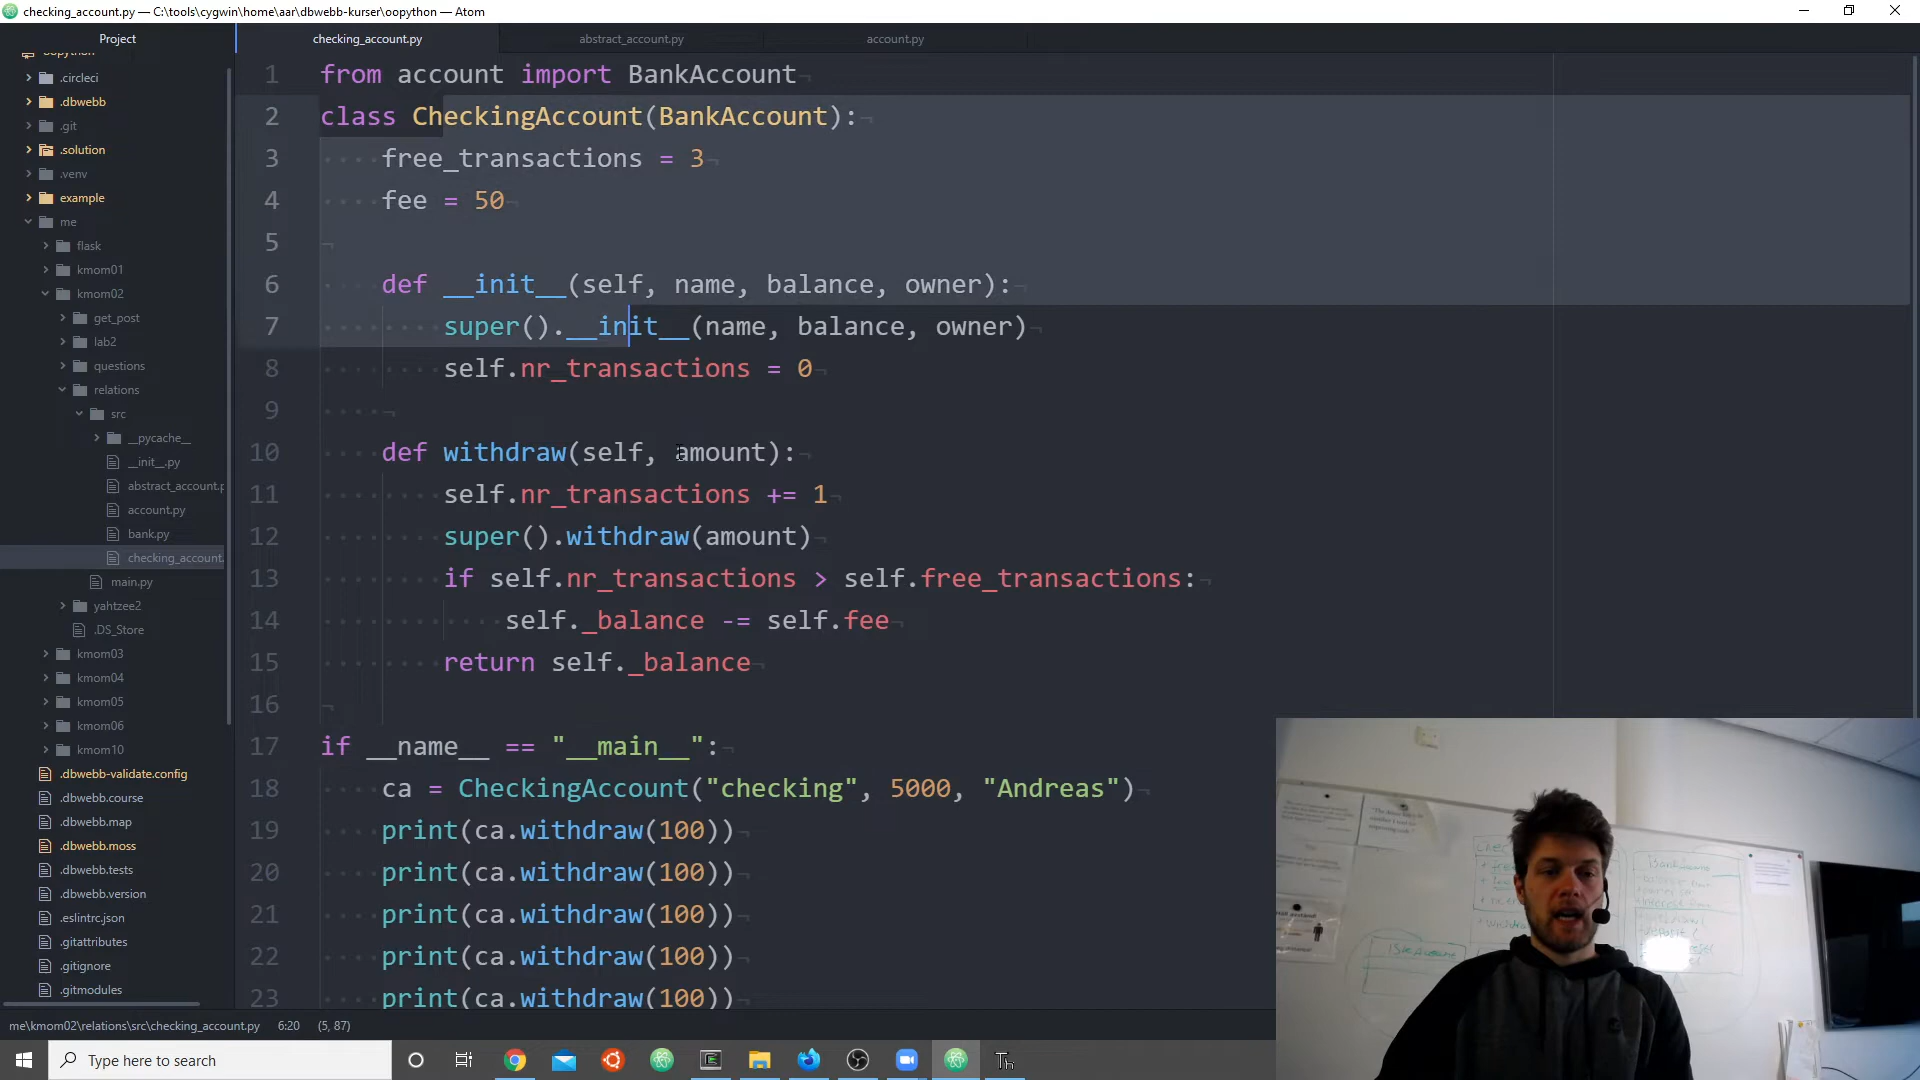 checking_account.py — C:\tools\cygwin\home\aar\dbwebb-kurser\oopython — Atom
Project
checking_account.py
abstract_account.py
account.py
.circleci
.dbwebb
.git
.solution
.venv
example
me
flask
kmom01
kmom02
get_post
lab2
questions
relations
src
__pycache__
__init__.py
abstract_account.p
account.py
bank.py
checking_account.
main.py
yahtzee2
.DS_Store
kmom03
kmom04
kmom05
kmom06
kmom10
.dbwebb-validate.config
.dbwebb.course
.dbwebb.map
.dbwebb.moss
.dbwebb.tests
.dbwebb.version
.eslintrc.json
.gitattributes
.gitignore
.gitmodules
1 from account import BankAccount
2 class CheckingAccount(BankAccount):
3 free_transactions = 3
4 fee = 50
5
6 def __init__(self, name, balance, owner):
7 super().__init__(name, balance, owner)
8 self.nr_transactions = 0
9
10 def withdraw(self, amount):
11 self.nr_transactions += 1
12 super().withdraw(amount)
13 if self.nr_transactions > self.free_transactions:
14 self._balance -= self.fee
15 return self._balance
16
17 if __name__ == "__main__":
18 ca = CheckingAccount("checking", 5000, "Andreas")
19 print(ca.withdraw(100))
20 print(ca.withdraw(100))
21 print(ca.withdraw(100))
22 print(ca.withdraw(100))
23 print(ca.withdraw(100))
me\kmom02\relations\src\checking_account.py 6:20 (5, 87)
Type here to search